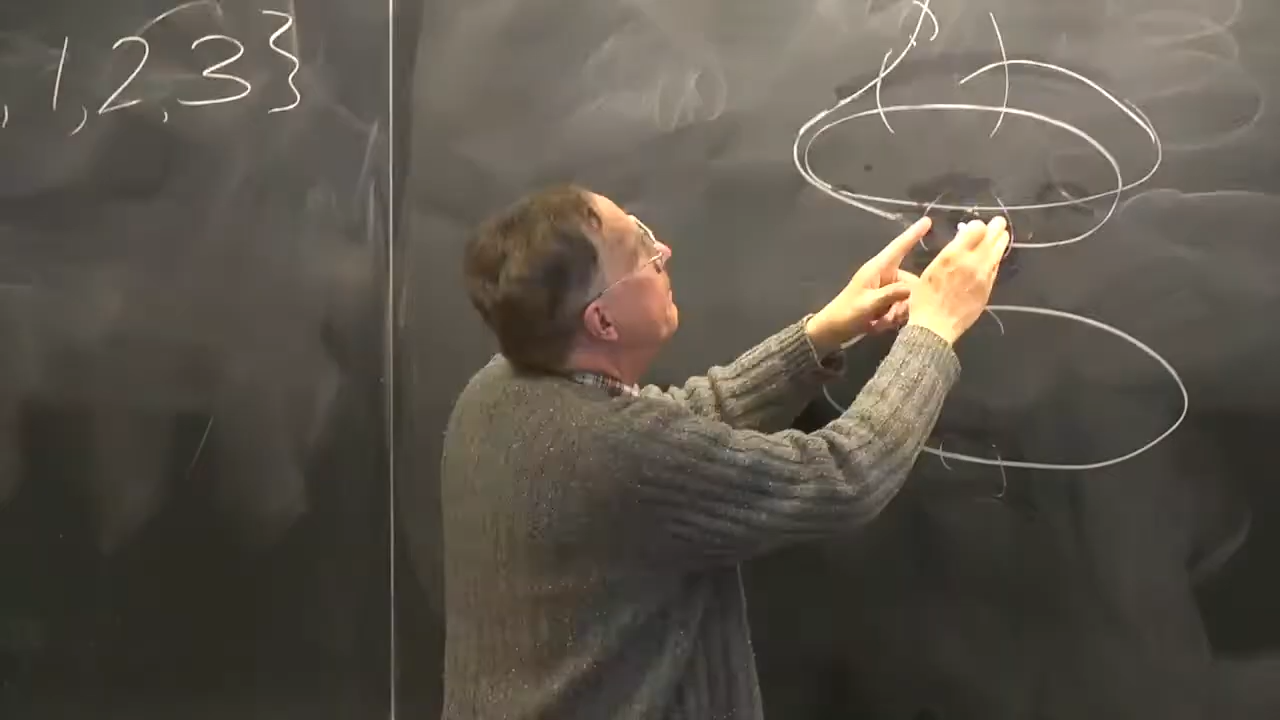 , 1, 2, 3}